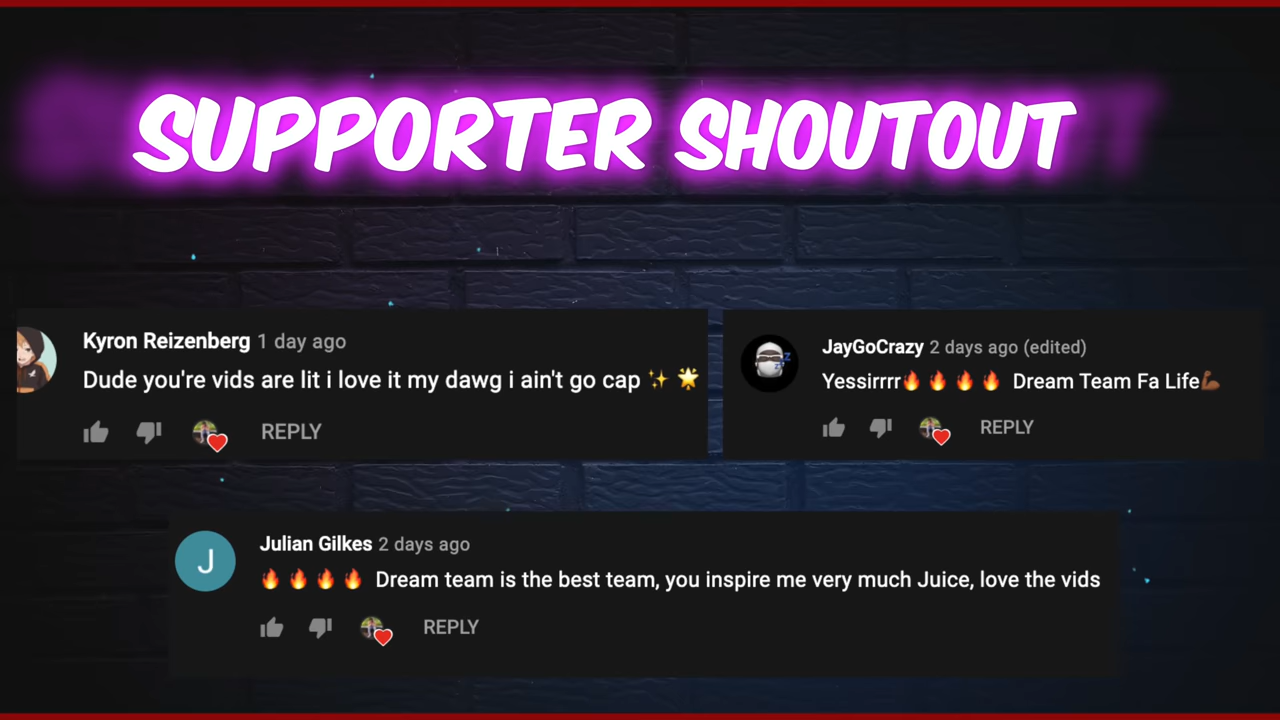 SUPPORTER SHOUTOUT
Kyron Reizenberg 1 day ago
Dude you're vids are lit i love it my dawg i ain't go cap ✨ 🌟
REPLY
JayGoCrazy 2 days ago (edited)
Yessirrrr🔥🔥🔥🔥 Dream Team Fa Life💪🏾
REPLY
J
Julian Gilkes 2 days ago
🔥🔥🔥🔥 Dream team is the best team, you inspire me very much Juice, love the vids
REPLY